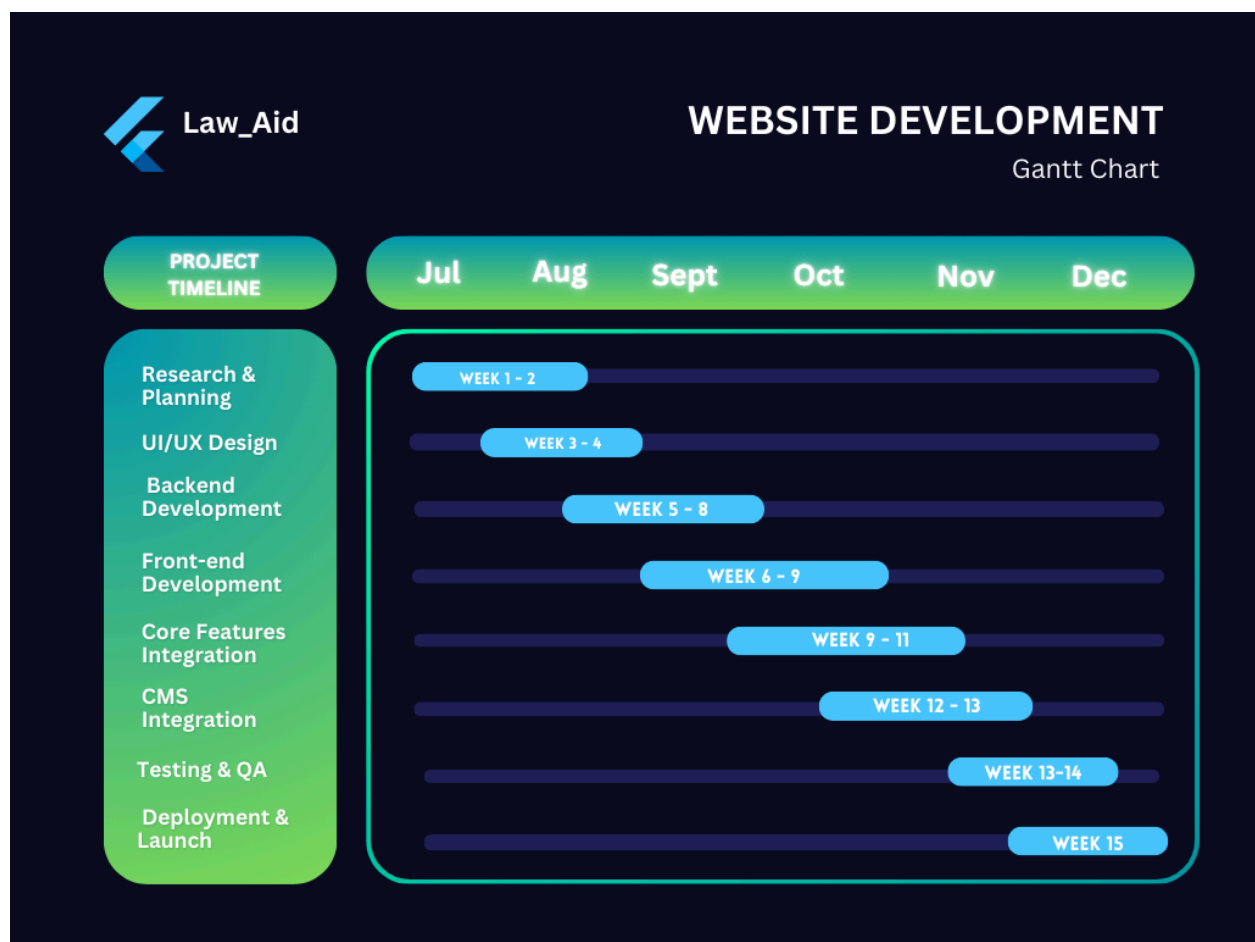 Law_Aid
WEBSITE DEVELOPMENT
Gantt Chart
PROJECT
TIMELINE
Jul Aug Sept Oct Nov Dec
Research &
Planning
WEEK 1 - 2
UI/UX Design
WEEK 3 - 4
Backend
Development
WEEK 5 - 8
Front-end
Development
WEEK 6 - 9
Core Features
Integration
WEEK 9 - 11
CMS
Integration
WEEK 12 - 13
Testing & QA
WEEK 13-14
Deployment &
Launch
WEEK 15